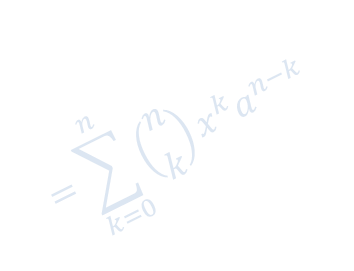 = \sum_{k=0}^{n} \binom{n}{k} x^k a^{n-k}